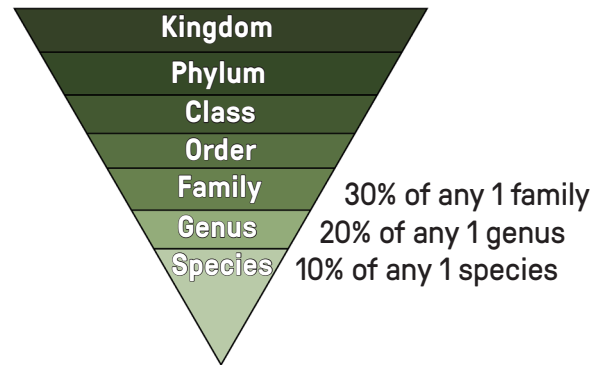 Kingdom
Phylum
Class
Order
Family
30% of any 1 family
Genus
20% of any 1 genus
Species
10% of any 1 species